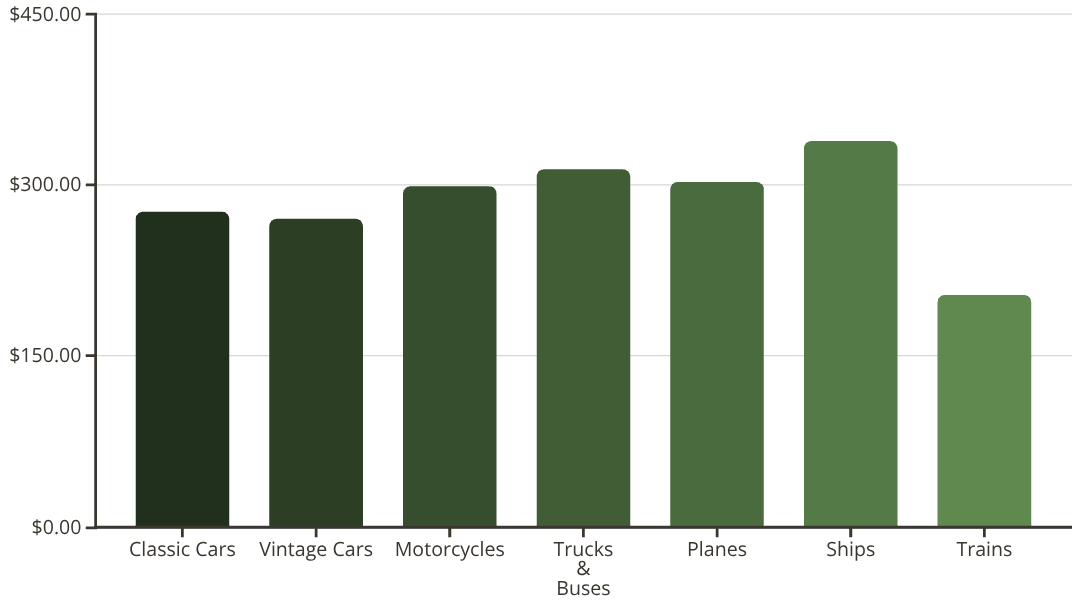 $450.00
$300.00
$150.00
$0.00
Classic Cars
Vintage Cars
Motorcycles
Trucks
&
Buses
Planes
Ships
Trains